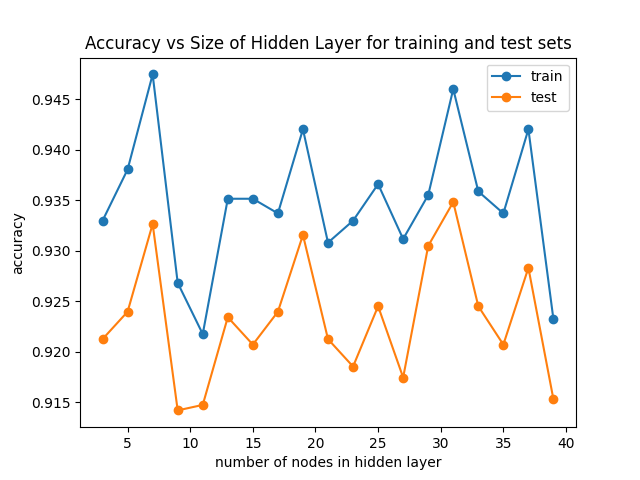 Accuracy vs Size of Hidden Layer for training and test sets
train
test
0.945
0.940
0.935
0.930
0.925
0.920
0.915
accuracy
5 10 15 20 25 30 35 40
number of nodes in hidden layer